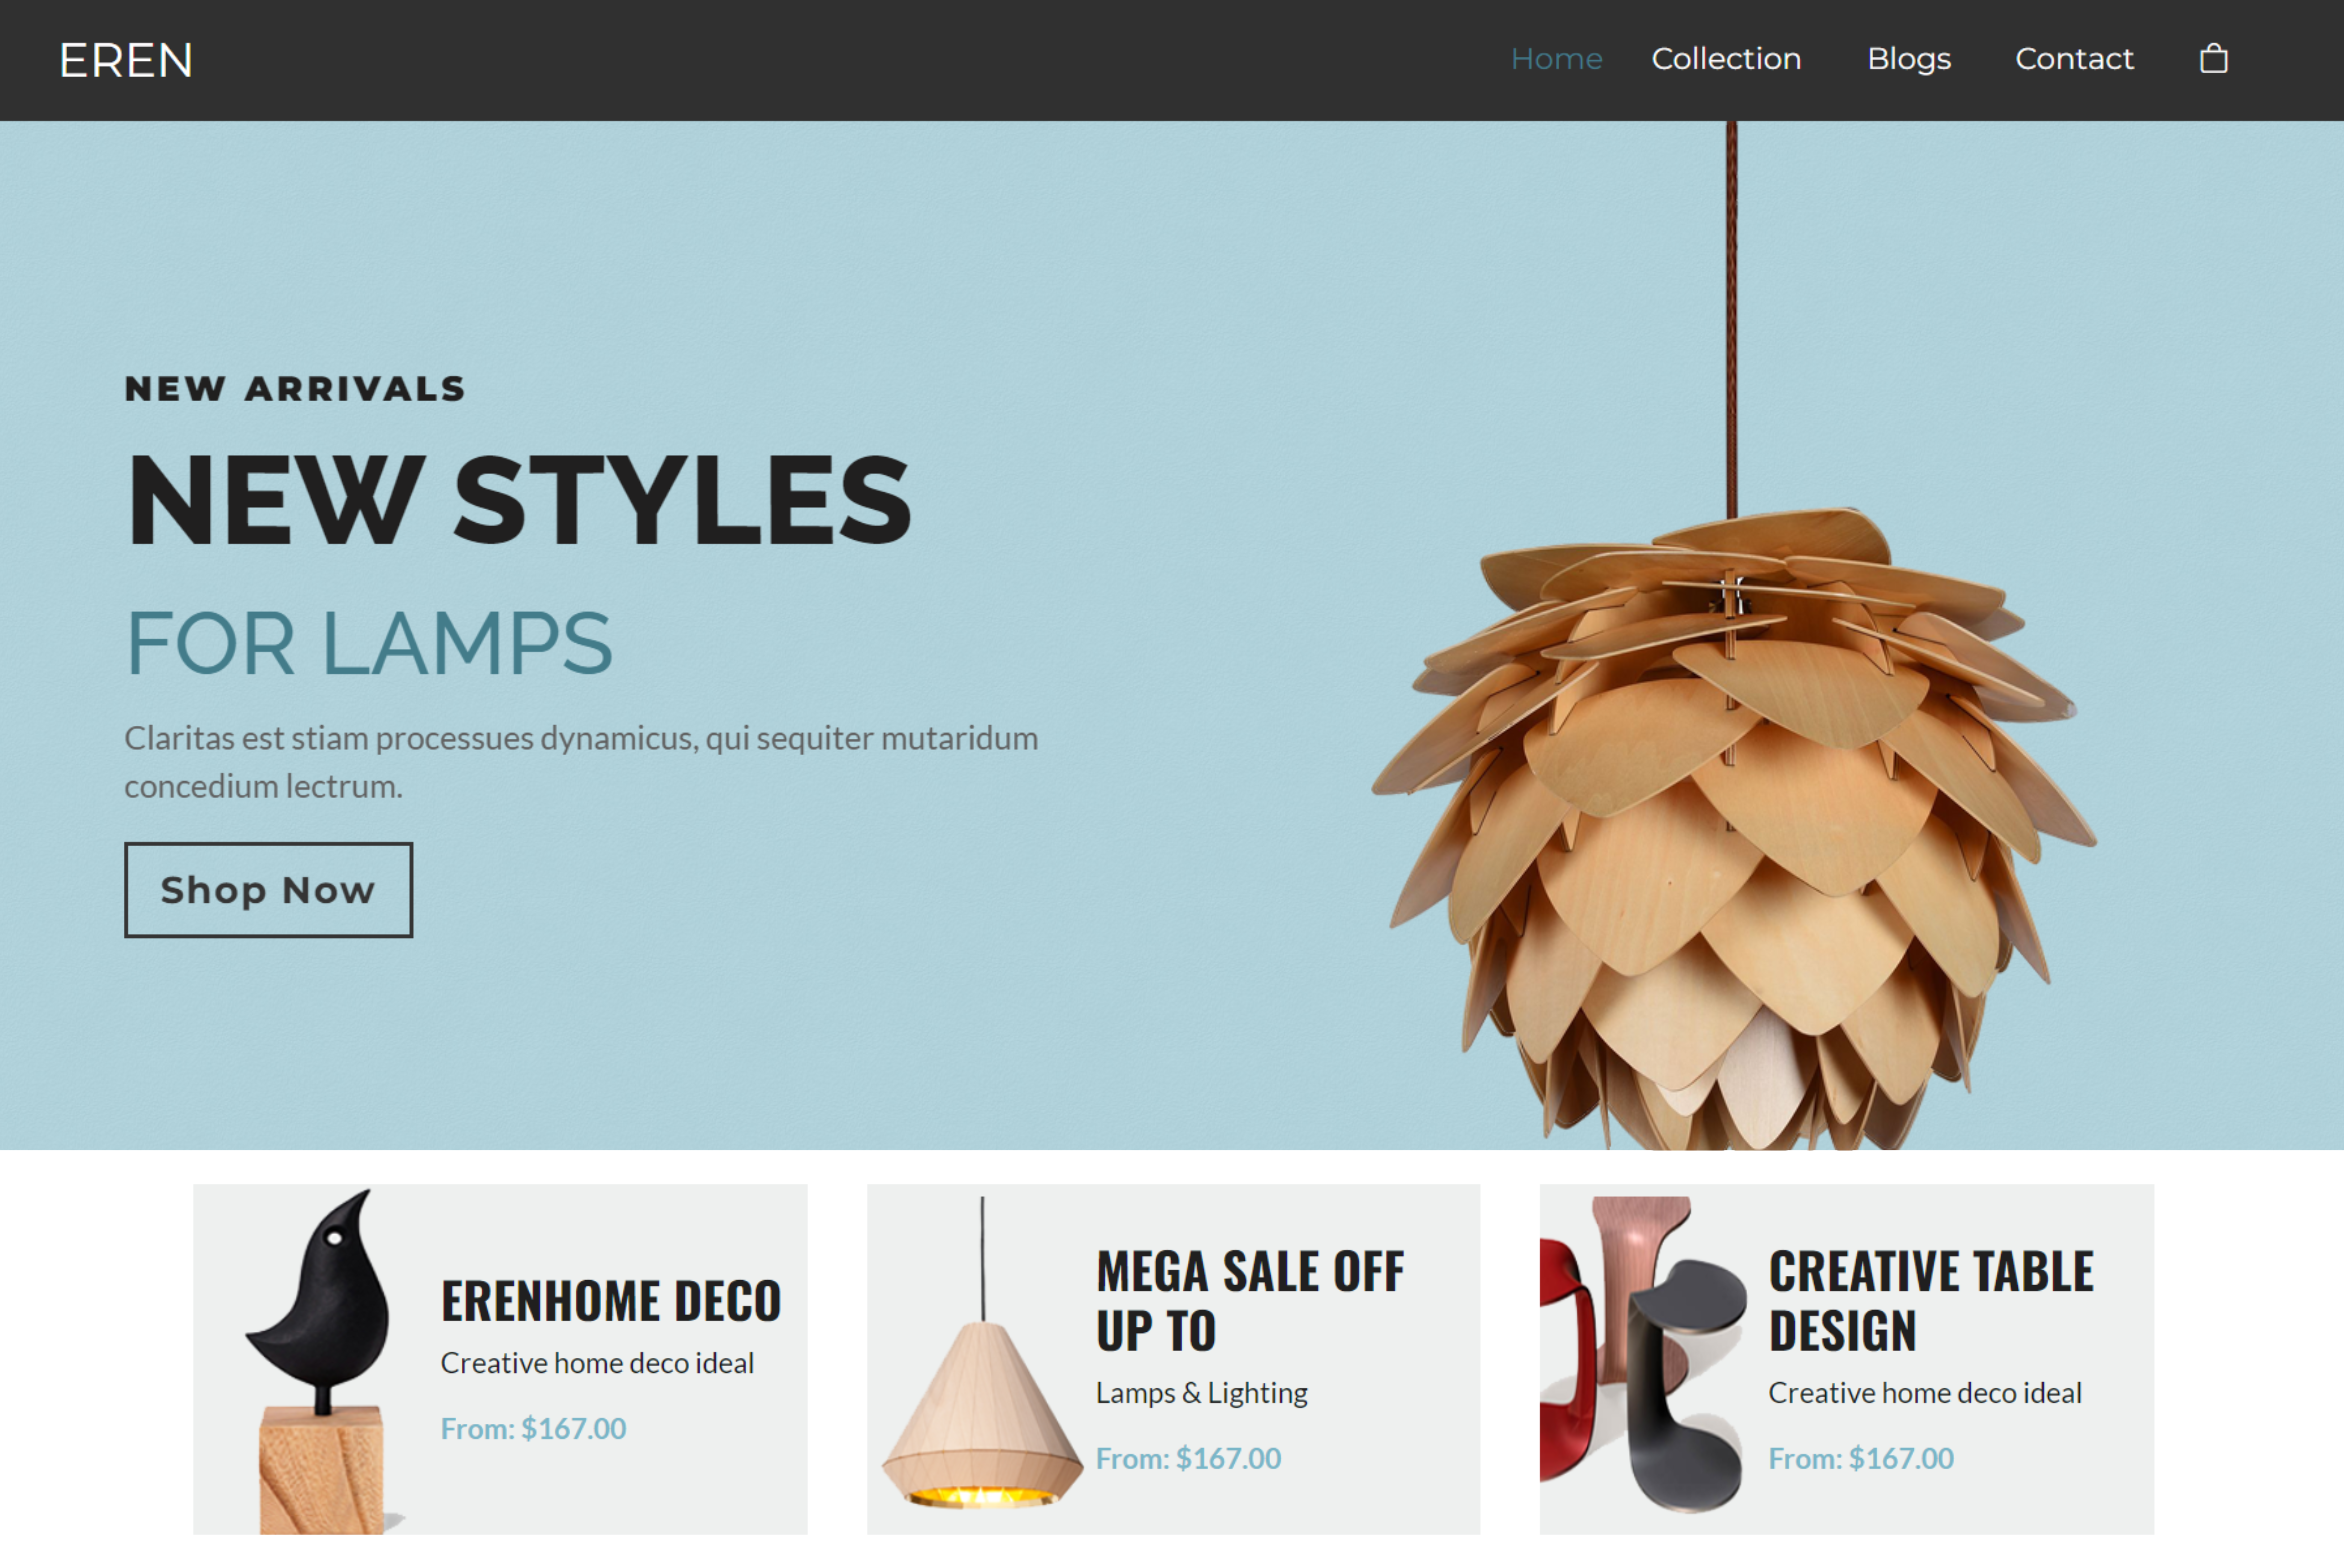 EREN
Home Collection Blogs Contact
NEW ARRIVALS
NEW STYLES
FOR LAMPS
Claritas est stiam processues dynamicus, qui sequiter mutaridum
concedium lectrum.
Shop Now
ERENHOME DECO
Creative home deco ideal
From: $167.00
MEGA SALE OFF
UP TO
Lamps & Lighting
From: $167.00
CREATIVE TABLE
DESIGN
Creative home deco ideal
From: $167.00